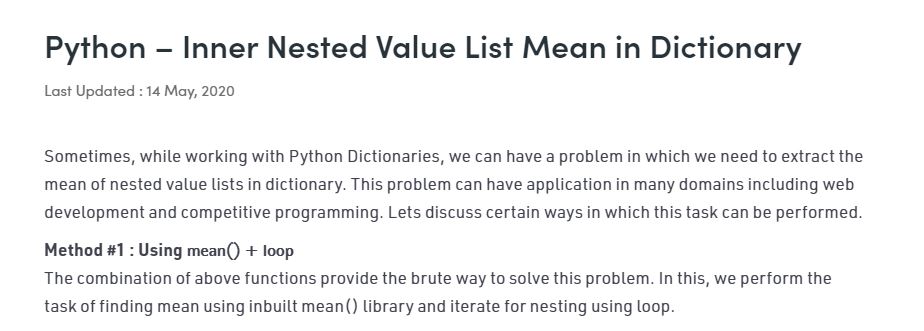 Python – Inner Nested Value List Mean in Dictionary
Last Updated : 14 May, 2020
Sometimes, while working with Python Dictionaries, we can have a problem in which we need to extract the
mean of nested value lists in dictionary. This problem can have application in many domains including web
development and competitive programming. Lets discuss certain ways in which this task can be performed.
Method #1 : Using mean() + loop
The combination of above functions provide the brute way to solve this problem. In this, we perform the
task of finding mean using inbuilt mean() library and iterate for nesting using loop.